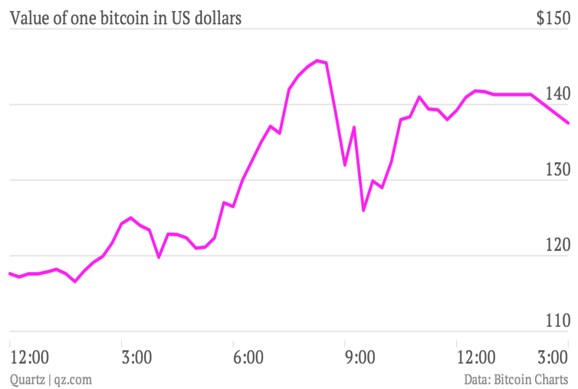 Value of one bitcoin in US dollars
$150
140
130
120
110
12:00 3:00 6:00 9:00 12:00 3:00
Quartz | qz.com Data: Bitcoin Charts